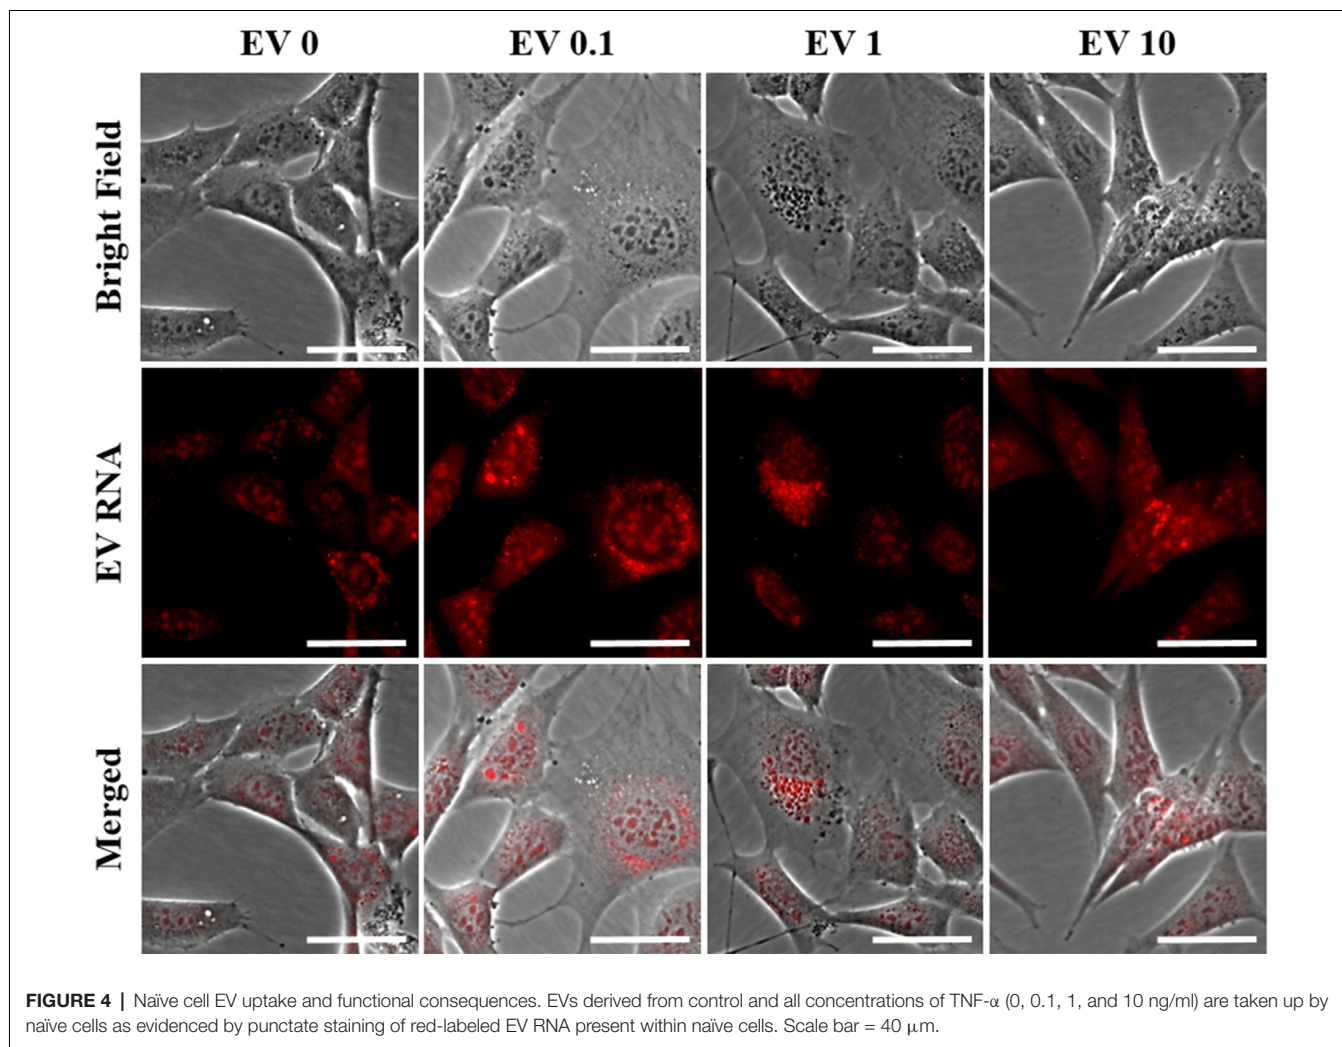 EV 0 EV 0.1 EV 1 EV 10
Bright Field
EV RNA
Merged
FIGURE 4 | Naïve cell EV uptake and functional consequences. EVs derived from control and all concentrations of TNF-α (0, 0.1, 1, and 10 ng/ml) are taken up by
naïve cells as evidenced by punctate staining of red-labeled EV RNA present within naïve cells. Scale bar = 40 μm.